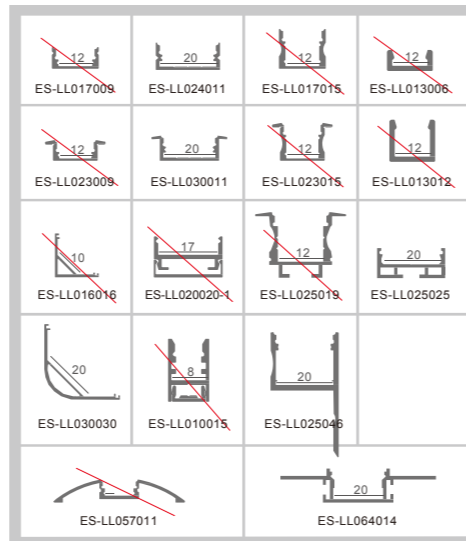 12 20 12 12
ES-LL017009 ES-LL024011 ES-LL017015 ES-LL013006
12 20 12 12
ES-LL023009 ES-LL030011 ES-LL023015 ES-LL013012
10 17 12 20
ES-LL016016 ES-LL020020-1 ES-LL025019 ES-LL025025
20 8 20
ES-LL030030 ES-LL010015 ES-LL025046
20
ES-LL057011 ES-LL064014